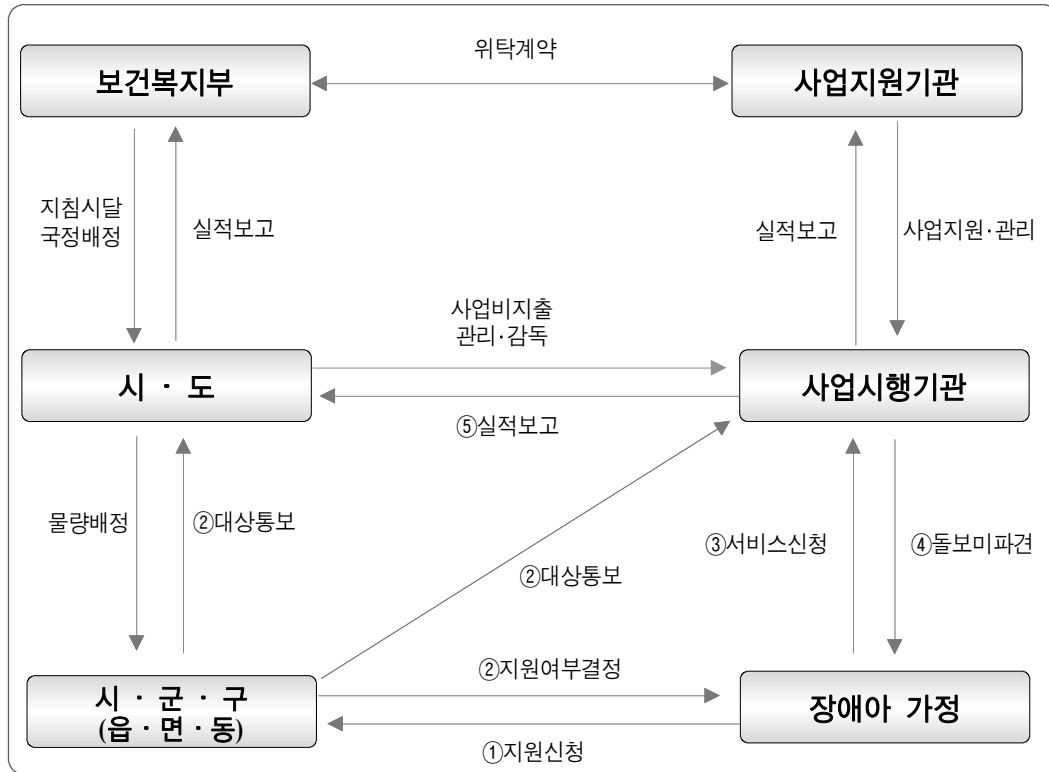 위탁계약
보건복지부
사업지원기관
지침시달
국정배정
실적보고
실적보고
사업지원·관리
사업비지출
관리·감독
시 · 도
사업시행기관
⑤실적보고
물량배정
②대상통보
②대상통보
③서비스신청
④돌보미파견
시 · 군 · 구
(읍 · 면 · 동)
②지원여부결정
장애아 가정
①지원신청